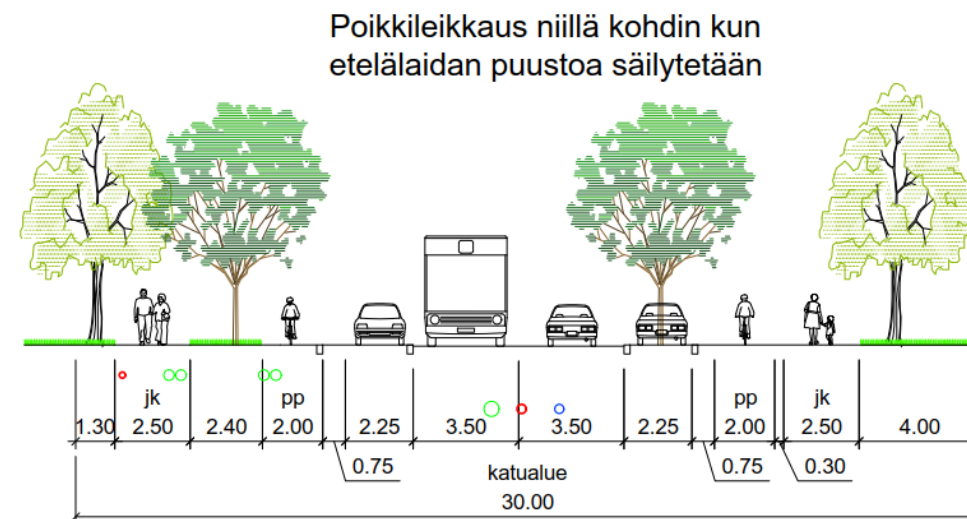 Poikkileikkaus niillä kohdin kun
etelälaidan puustoa säilytetään
jk pp pp jk
1.30 2.50 2.40 2.00 2.25 3.50 3.50 2.25 2.00 2.50 4.00
0.75 0.75 0.30
katualue
30.00